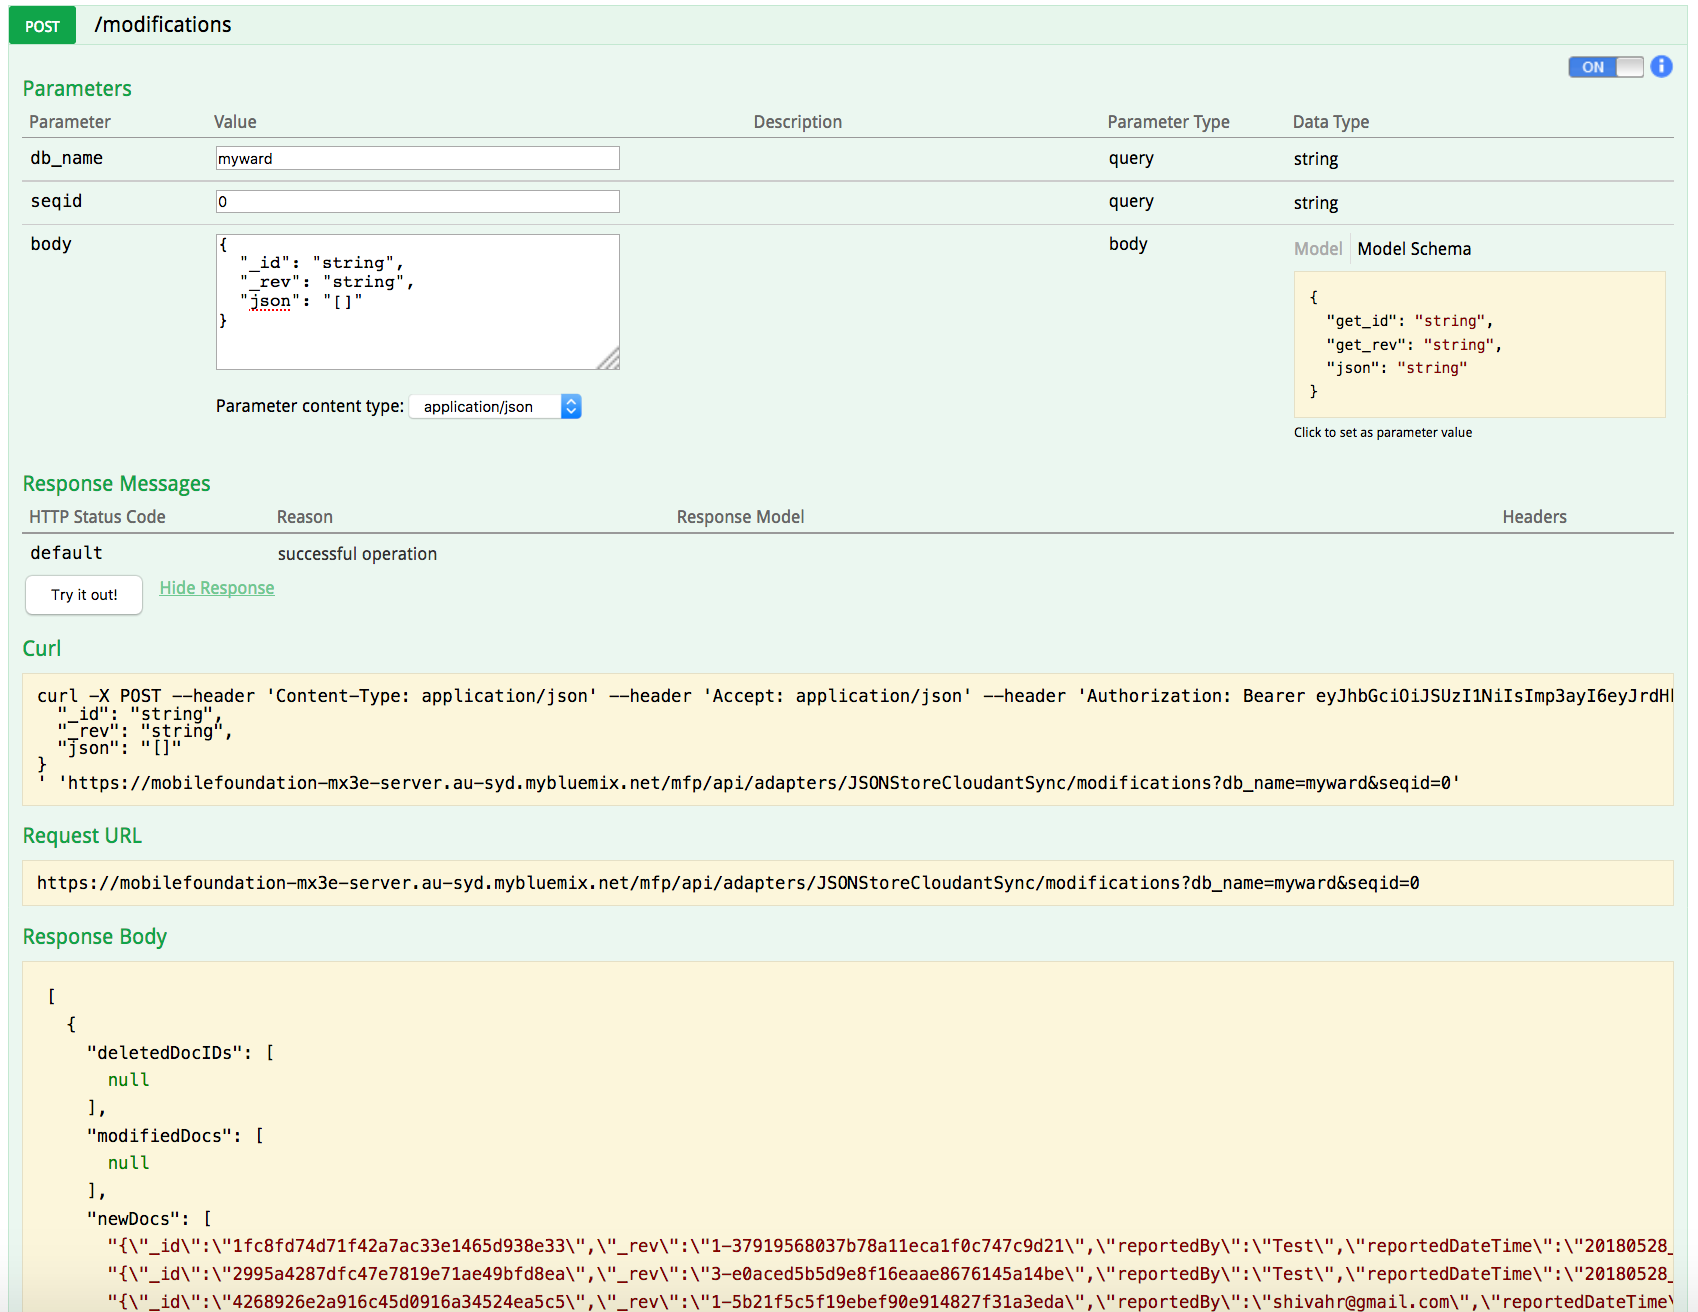 POST /modifications
ON i
Parameters
Parameter Value Description Parameter Type Data Type
db_name myward query string
seqid 0 query string
body body Model Model Schema
{
"_id": "string",
"_rev": "string",
"json": "[]"
}
{
"get_id": "string",
"get_rev": "string",
"json": "string"
}
Parameter content type: application/json
Click to set as parameter value
Response Messages
HTTP Status Code Reason Response Model Headers
default successful operation
Try it out! Hide Response
Curl
curl -X POST --header 'Content-Type: application/json' --header 'Accept: application/json' --header 'Authorization: Bearer eyJhbGciOiJSUzI1NiIsImp3ayI6eyJrdH
"_id": "string",
"_rev": "string",
"json": "[]"
}
' 'https://mobilefoundation-mx3e-server.au-syd.mybluemix.net/mfp/api/adapters/JSONStoreCloudantSync/modifications?db_name=myward&seqid=0'
Request URL
https://mobilefoundation-mx3e-server.au-syd.mybluemix.net/mfp/api/adapters/JSONStoreCloudantSync/modifications?db_name=myward&seqid=0
Response Body
[
{
"deletedDocIDs": [
null
],
"modifiedDocs": [
null
],
"newDocs": [
"{\"_id\":\"1fc8fd74d71f42a7ac33e1465d938e33\",\"_rev\":\"1-37919568037b78a11eca1f0c747c9d21\",\"reportedBy\":\"Test\",\"reportedDateTime\":\"20180528_
"{\"_id\":\"2995a4287dfc47e7819e71ae49bfd8ea\",\"_rev\":\"3-e0aced5b5d9e8f16eaae8676145a14be\",\"reportedBy\":\"Test\",\"reportedDateTime\":\"20180528_
"{\"_id\":\"4268926e2a916c45d0916a34524ea5c5\",\"_rev\":\"1-5b21f5c5f19ebef90e914827f31a3eda\",\"reportedBy\":\"shivahr@gmail.com\",\"reportedDateTime\